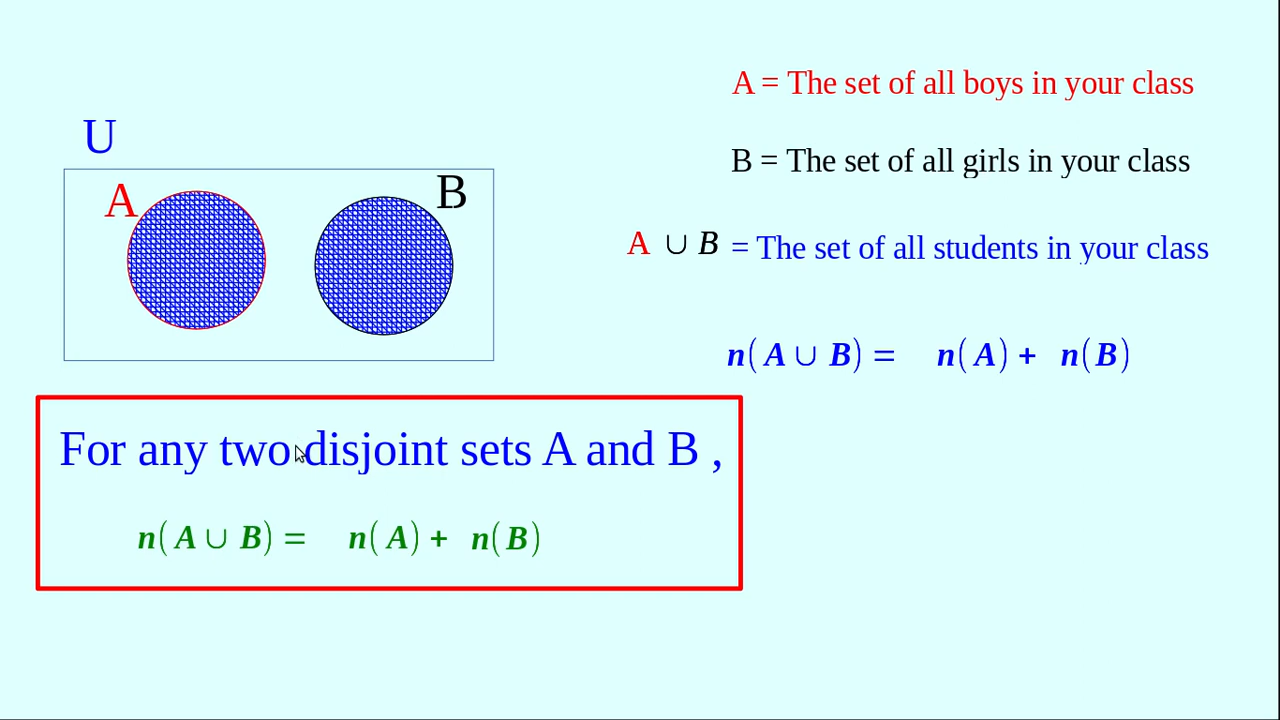 A = The set of all boys in your class
U
B = The set of all girls in your class
A
B
A ∪ B = The set of all students in your class
n( A ∪ B) = n( A) + n( B)
For any two disjoint sets A and B ,
n( A ∪ B) = n( A) + n( B)